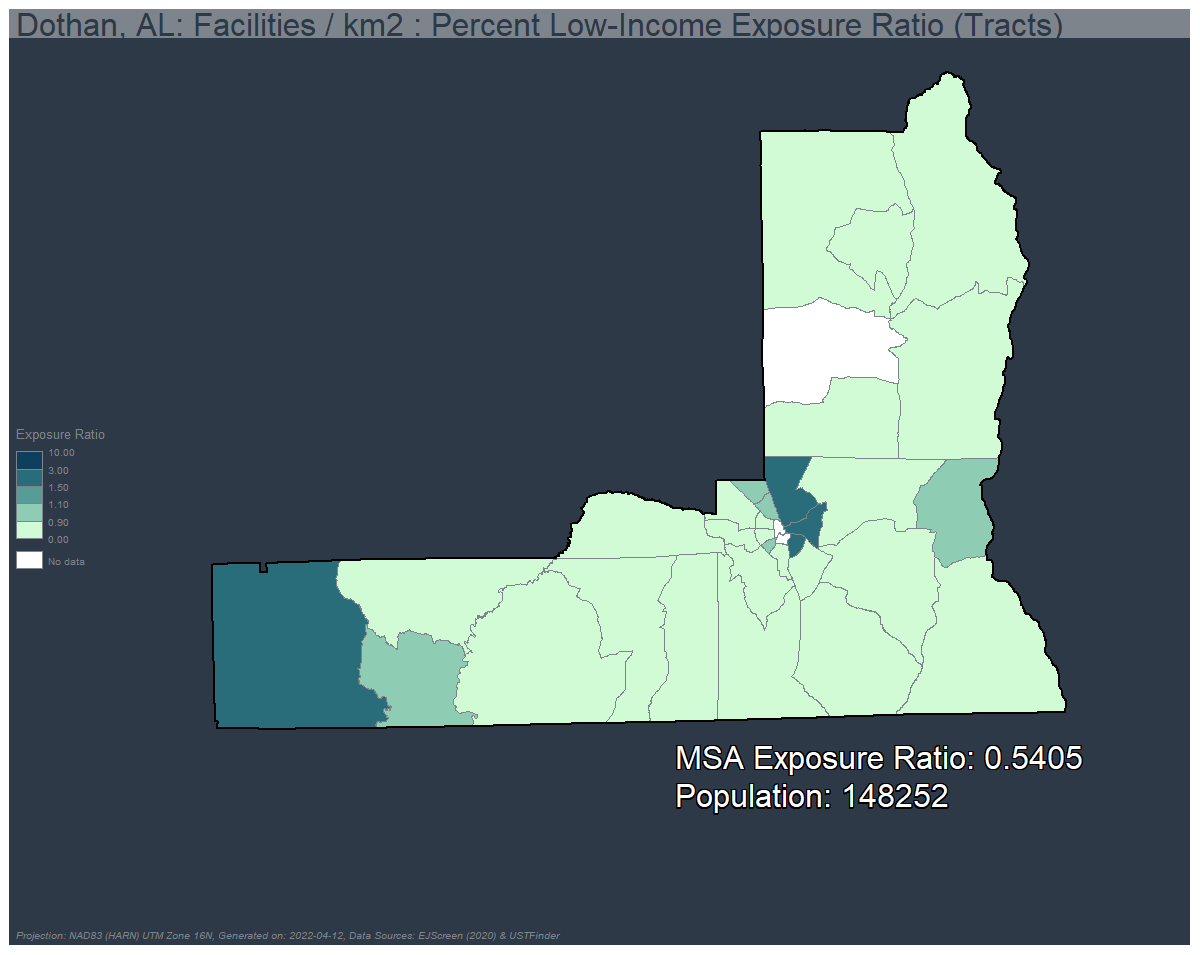 Dothan, AL: Facilities / km2 : Percent Low-Income Exposure Ratio (Tracts)
Exposure Ratio
10.00
3.00
1.50
1.10
0.90
0.00
No data
MSA Exposure Ratio: 0.5405
Population: 148252
Projection: NAD83 (HARN) UTM Zone 16N, Generated on: 2022-04-12, Data Sources: EJScreen (2020) & USTFinder